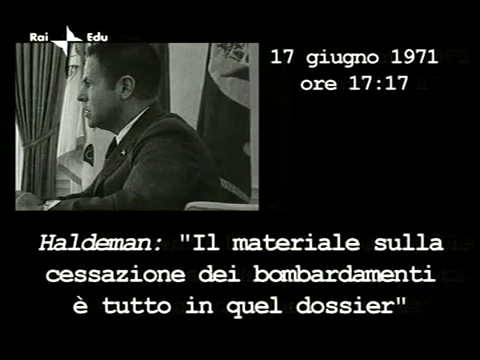 Rai Edu
17 giugno 1971
ore 17:17
Haldeman: "Il materiale sulla
cessazione dei bombardamenti
è tutto in quel dossier"